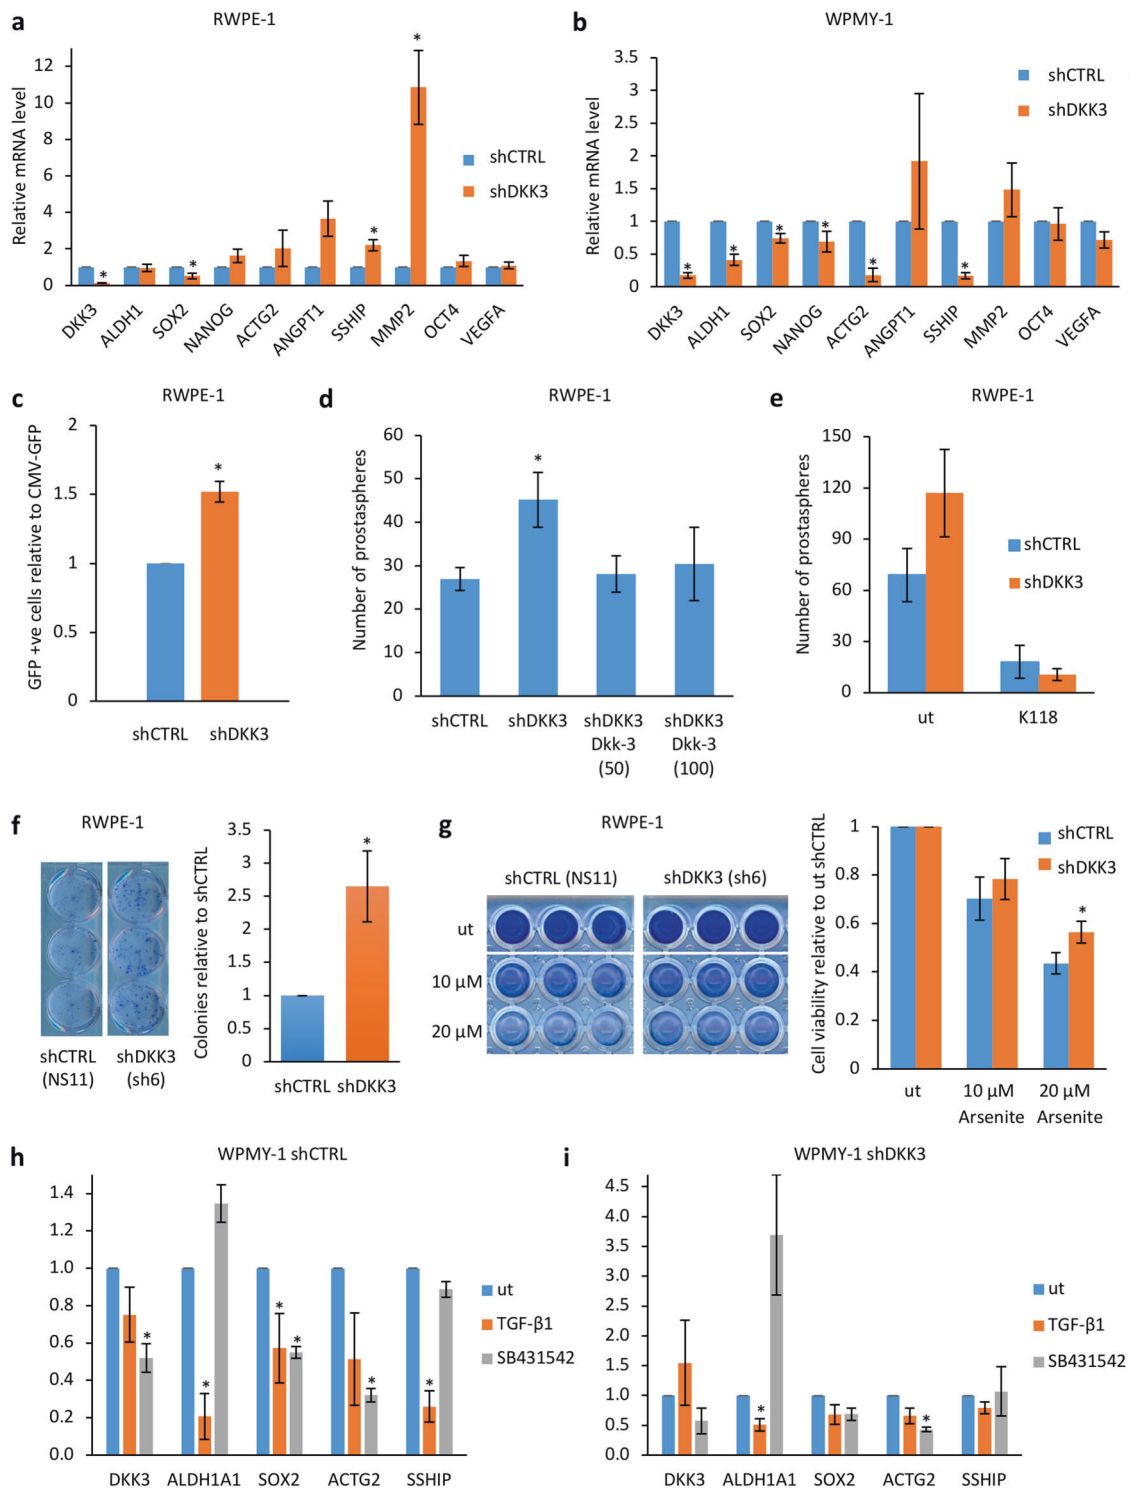 a RWPE-1
Relative mRNA level
12
10
8
6
4
2
0
*
*
*
*
shCTRL
shDKK3
DKK3 ALDH1 SOX2 NANOG ACTG2 ANGPT1 SSHIP MMP2 OCT4 VEGFA
b WPMY-1
Relative mRNA level
3.5
3
2.5
2
1.5
1
0.5
0
* * * * * *
shCTRL
shDKK3
DKK3 ALDH1 SOX2 NANOG ACTG2 ANGPT1 SSHIP MMP2 OCT4 VEGFA
c RWPE-1
GFP +ve cells relative to CMV-GFP
2
1.5
1
0.5
0
*
shCTRL shDKK3
d RWPE-1
Number of prostaspheres
60
50
40
30
20
10
0
*
shCTRL shDKK3 shDKK3 shDKK3
Dkk-3 Dkk-3
(50) (100)
e RWPE-1
Number of prostaspheres
150
120
90
60
30
0
shCTRL
shDKK3
ut K118
f RWPE-1
shCTRL shDKK3
(NS11) (sh6)
Colonies relative to shCTRL
3.5
3
2.5
2
1.5
1
0.5
0
*
shCTRL shDKK3
g RWPE-1
shCTRL (NS11) shDKK3 (sh6)
ut
10 µM
20 µM
Cell viability relative to ut shCTRL
1
0.8
0.6
0.4
0.2
0
*
shCTRL
shDKK3
ut 10 µM 20 µM
Arsenite Arsenite
h WPMY-1 shCTRL
1.4
1.2
1.0
0.8
0.6
0.4
0.2
0.0
* * * * * *
ut
TGF-β1
SB431542
DKK3 ALDH1A1 SOX2 ACTG2 SSHIP
i WPMY-1 shDKK3
4.5
4.0
3.5
3.0
2.5
2.0
1.5
1.0
0.5
0.0
* *
ut
TGF-β1
SB431542
DKK3 ALDH1A1 SOX2 ACTG2 SSHIP